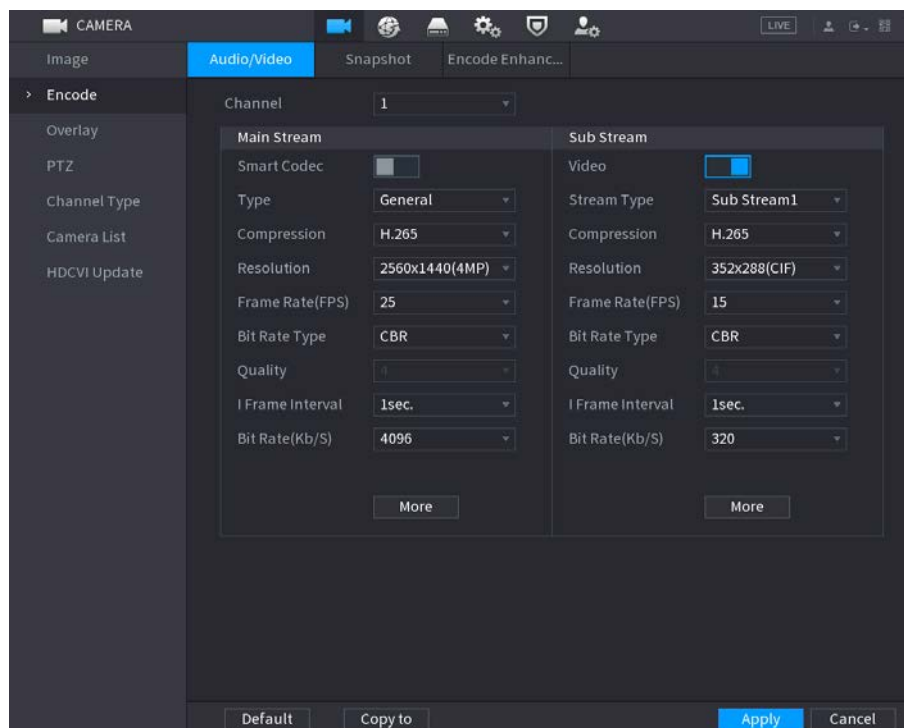 CAMERA LIVE
Image Audio/Video Snapshot Encode Enhanc...
> Encode
Overlay
PTZ
Channel Type
Camera List
HDCVI Update
Channel 1
Main Stream Sub Stream
Smart Codec Video
Type General Stream Type Sub Stream1
Compression H.265 Compression H.265
Resolution 2560x1440(4MP) Resolution 352x288(CIF)
Frame Rate(FPS) 25 Frame Rate(FPS) 15
Bit Rate Type CBR Bit Rate Type CBR
Quality 4 Quality 4
I Frame Interval 1sec. I Frame Interval 1sec.
Bit Rate(Kb/S) 4096 Bit Rate(Kb/S) 320
More More
Default Copy to Apply Cancel